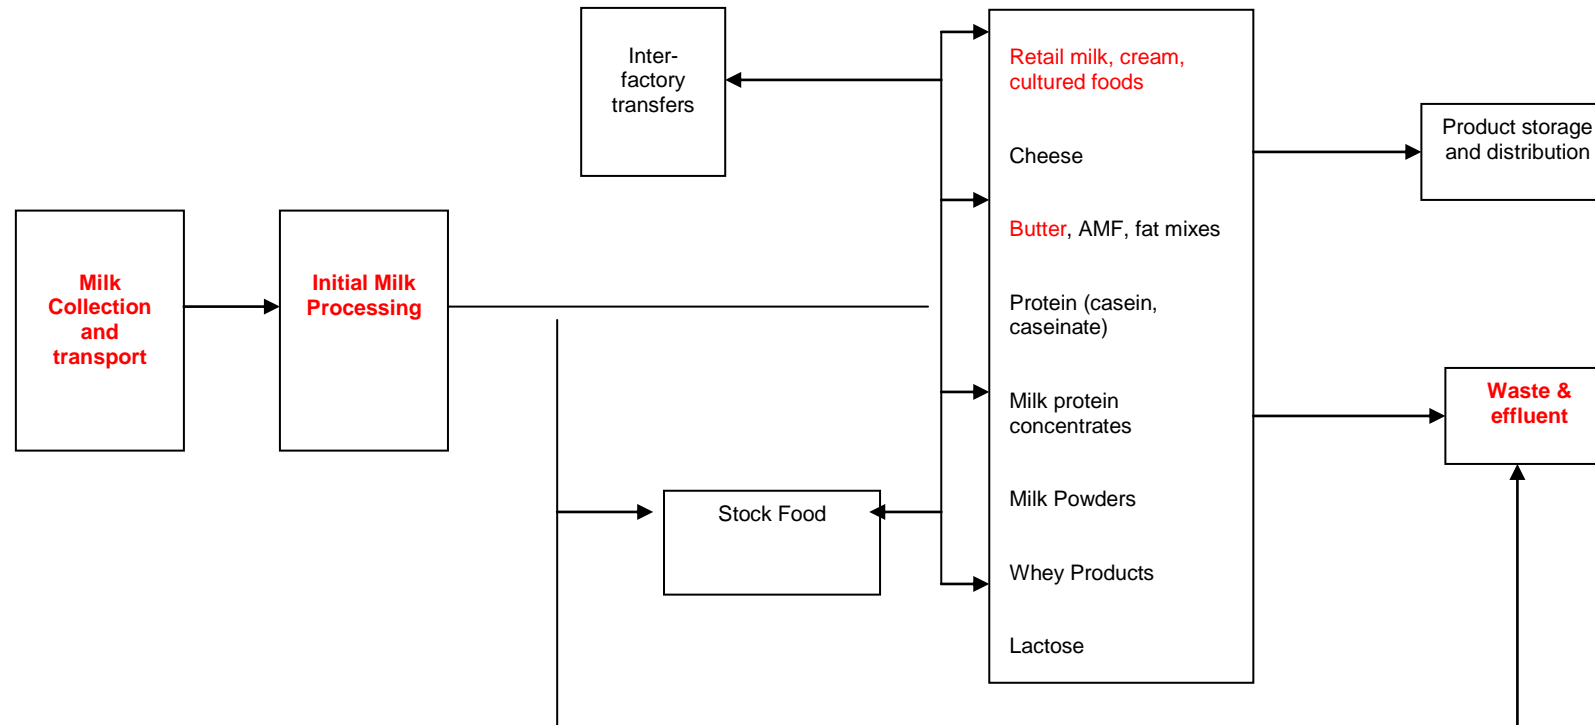 Milk
Collection
and
transport
Initial Milk
Processing
Inter-
factory
transfers
Stock Food
Retail milk, cream,
cultured foods
Cheese
Butter, AMF, fat mixes
Protein (casein,
caseinate)
Milk protein
concentrates
Milk Powders
Whey Products
Lactose
Product storage
and distribution
Waste &
effluent